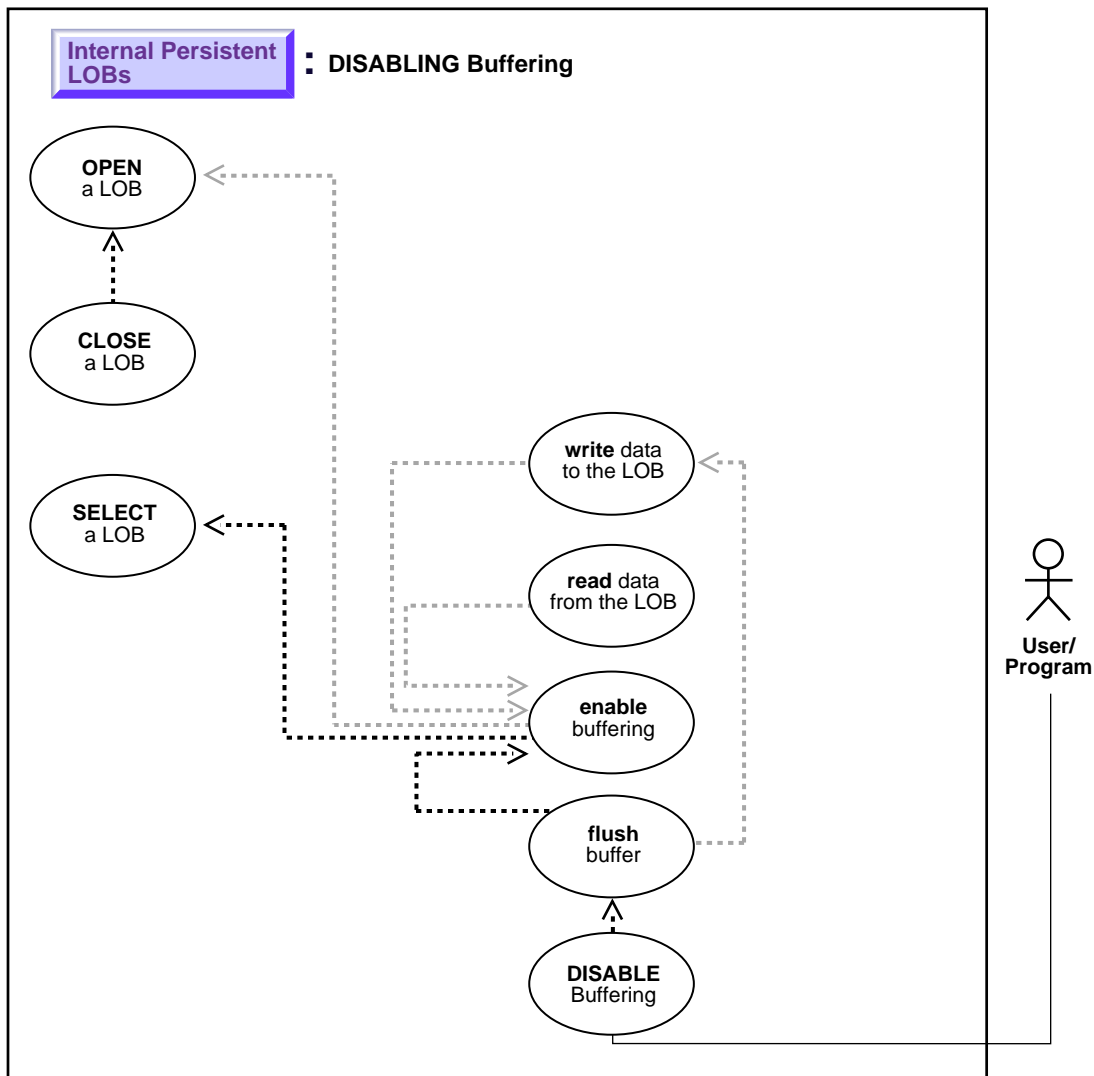 Internal Persistent
LOBs
: DISABLING Buffering
OPEN
a LOB
CLOSE
a LOB
write data
to the LOB
SELECT
a LOB
read data
from the LOB
User/
Program
enable
buffering
flush
buffer
DISABLE
Buffering